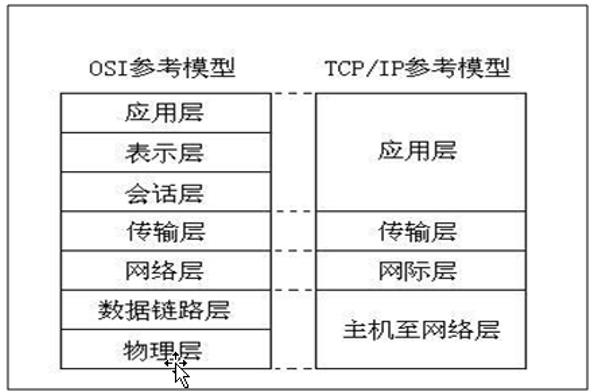 OSI参考模型 TCP/IP参考模型
应用层
表示层
会话层
传输层
网络层
数据链路层
物理层
应用层
传输层
网际层
主机至网络层